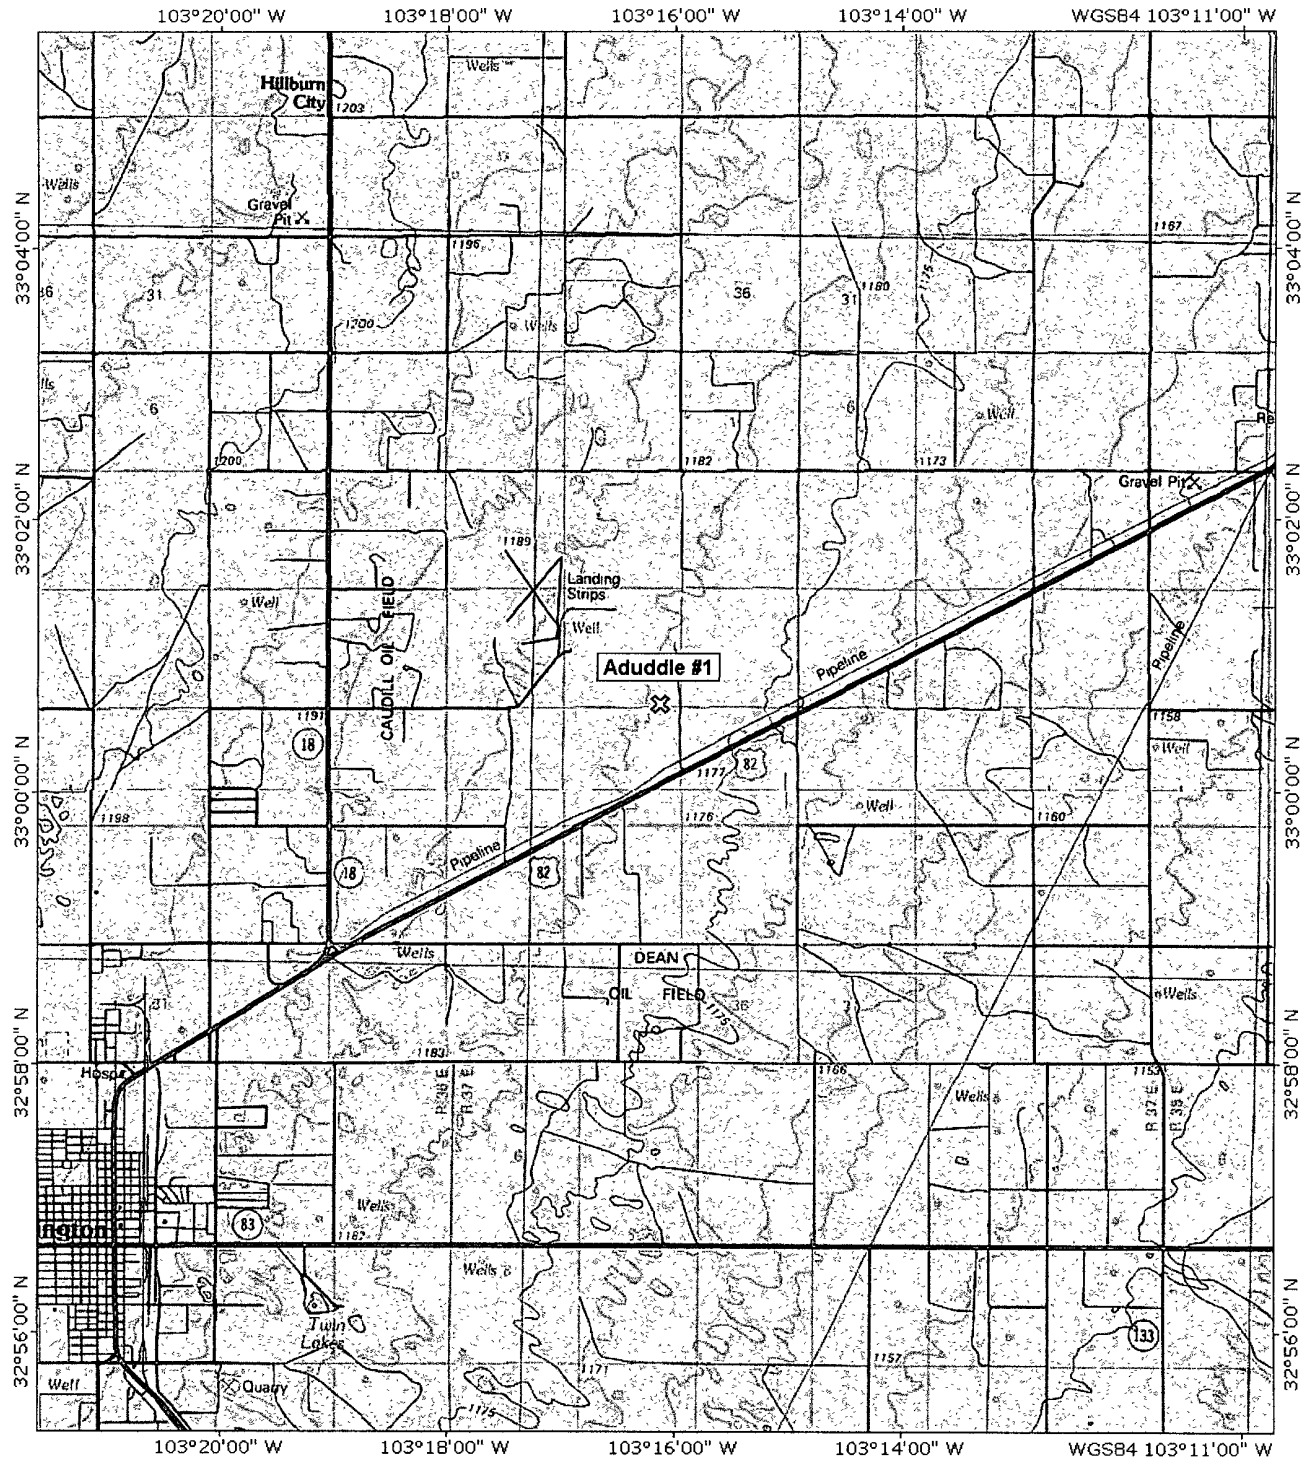 103°20'00" W
103°18'00" W
103°16'00" W
103°14'00" W
WGS84 103°11'00" W
Hillburn
City
1203
Wells
Wells
Gravel
Pit
33°04'00" N
33°04'00" N
1196
1167
36
31
1200
Wells
36
31
1180
1175
lls
6
6
Well
Re
1200
1182
1173
Gravel Pit
33°02'00" N
33°02'00" N
1189
Landing
Strips
Well
Well
CAUDILL OIL FIELD
Aduddle #1
Pipeline
Pipeline
1191
18
1158
Well
82
1177
33°00'00" N
33°00'00" N
1198
1176
Well
1160
18
Pipeline
82
Wells
DEAN
OIL FIELD
31
36
1175
Wells
1183
32°58'00" N
32°58'00" N
Hosp
1166
1153
R 36 E
R 37 E
R 37 E
R 38 E
Wells
6
Wells
ngton
83
1182
Wells
Twin
Lakes
32°56'00" N
32°56'00" N
133
1171
1157
Well
Quarry
1175
103°20'00" W
103°18'00" W
103°16'00" W
103°14'00" W
WGS84 103°11'00" W